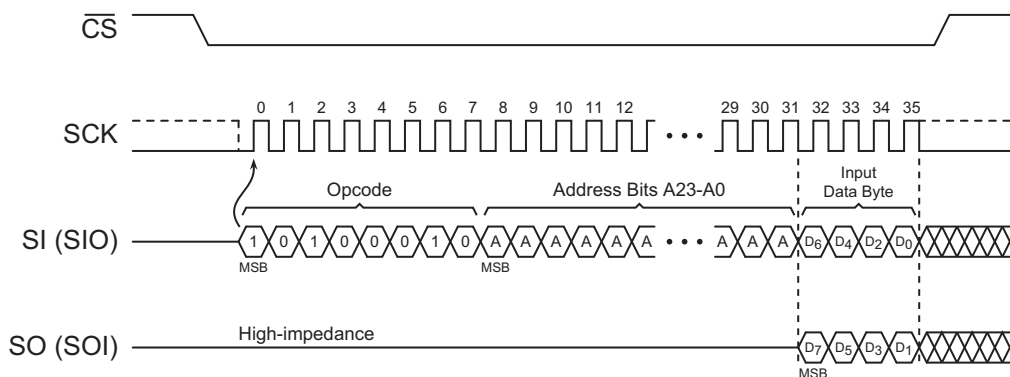 CS
0 1 2 3 4 5 6 7 8 9 10 11 12 29 30 31 32 33 34 35
SCK
Opcode Address Bits A23-A0 Input Data Byte
SI (SIO) 1 0 1 0 0 0 1 0 A A A A A A A A A D6 D4 D2 D0
MSB MSB
High-impedance
SO (SOI) D7 D5 D3 D1
MSB